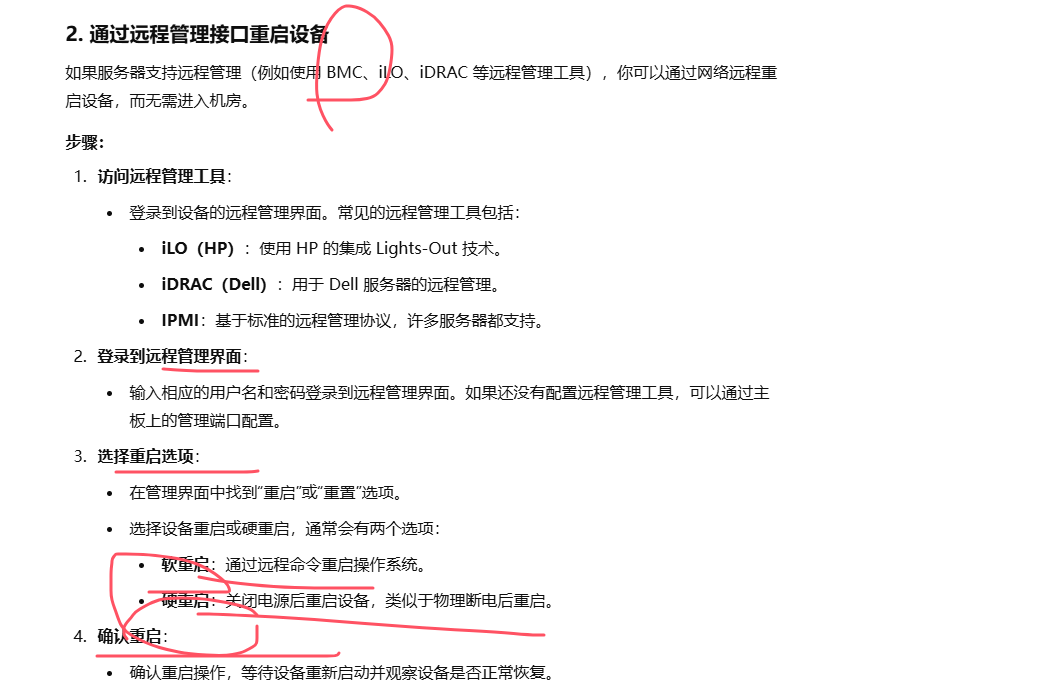 2. 通过远程管理接口重启设备
如果服务器支持远程管理（例如使用 BMC、iLO、iDRAC 等远程管理工具），你可以通过网络远程重
启设备，而无需进入机房。
步骤：
1. 访问远程管理工具：
• 登录到设备的远程管理界面。常见的远程管理工具包括：
• iLO（HP）：使用 HP 的集成 Lights-Out 技术。
• iDRAC（Dell）：用于 Dell 服务器的远程管理。
• IPMI：基于标准的远程管理协议，许多服务器都支持。
2. 登录到远程管理界面：
• 输入相应的用户名和密码登录到远程管理界面。如果还没有配置远程管理工具，可以通过主
板上的管理端口配置。
3. 选择重启选项：
• 在管理界面中找到“重启”或“重置”选项。
• 选择设备重启或硬重启，通常会有两个选项：
• 软重启：通过远程命令重启操作系统。
• 硬重启：关闭电源后重启设备，类似于物理断电后重启。
4. 确认重启：
• 确认重启操作，等待设备重新启动并观察设备是否正常恢复。